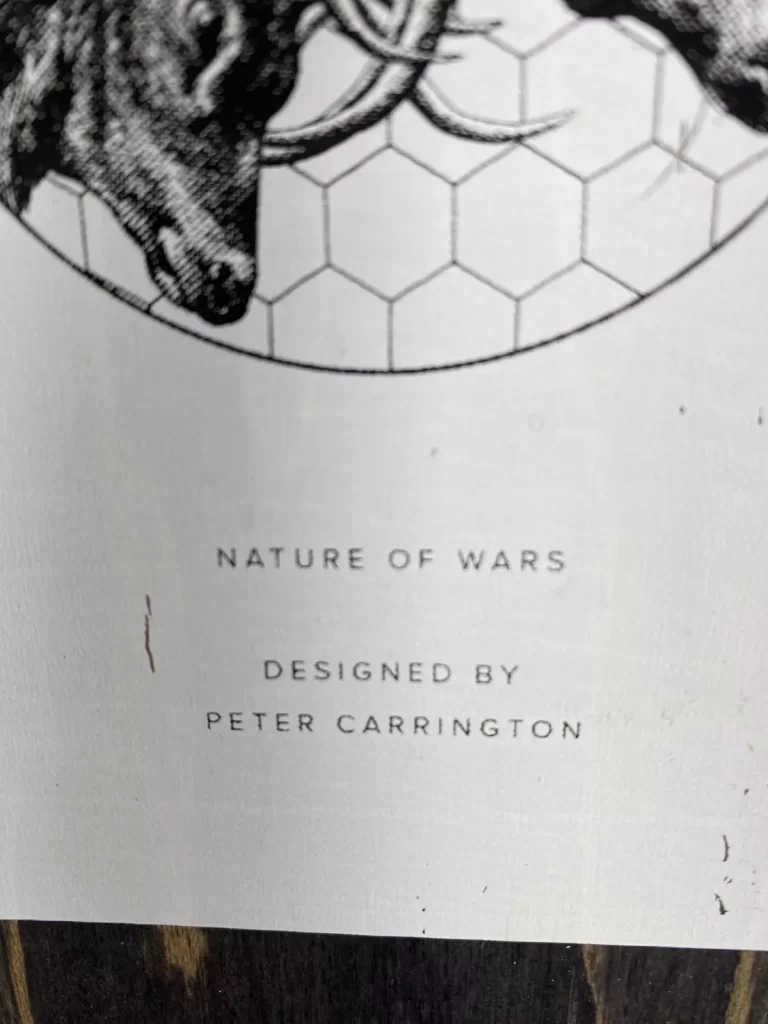 NATURE OF WARS
DESIGNED BY
PETER CARRINGTON